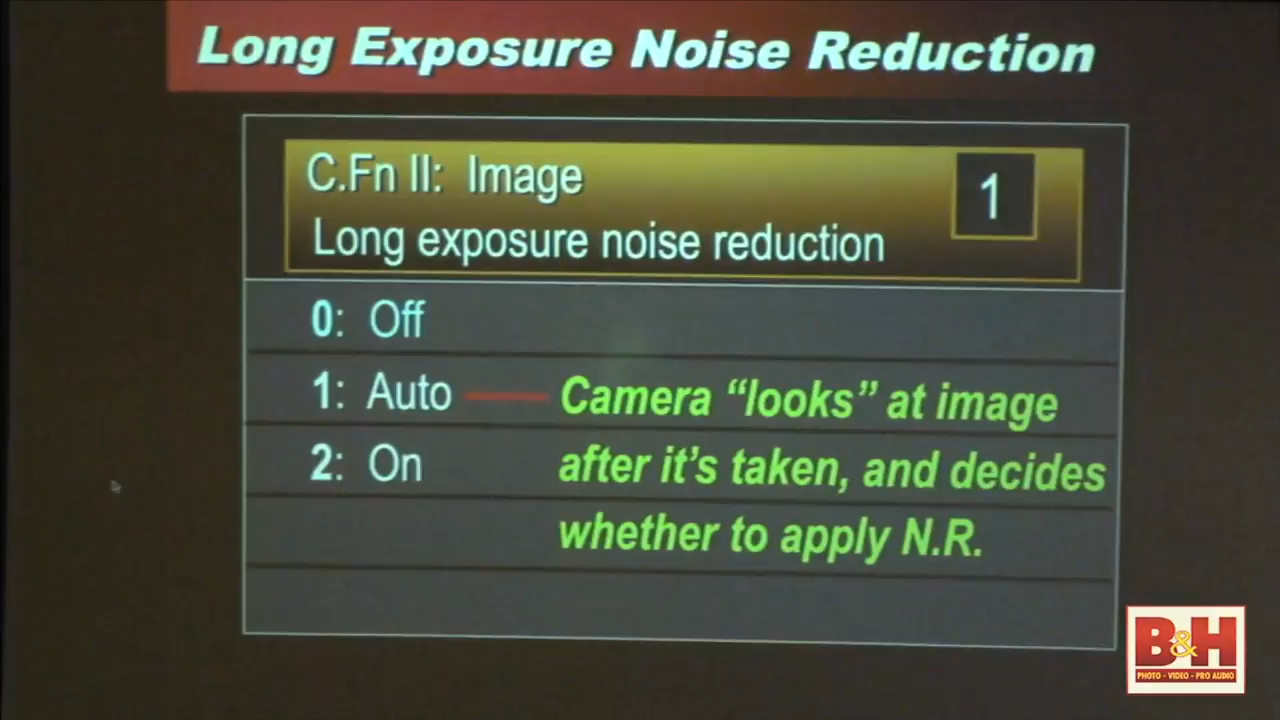 Long Exposure Noise Reduction
C.Fn II: Image
1
Long exposure noise reduction
0: Off
1: Auto
Camera “looks” at image
after it’s taken, and decides
whether to apply N.R.
2: On
B&H
PHOTO - VIDEO - PRO AUDIO